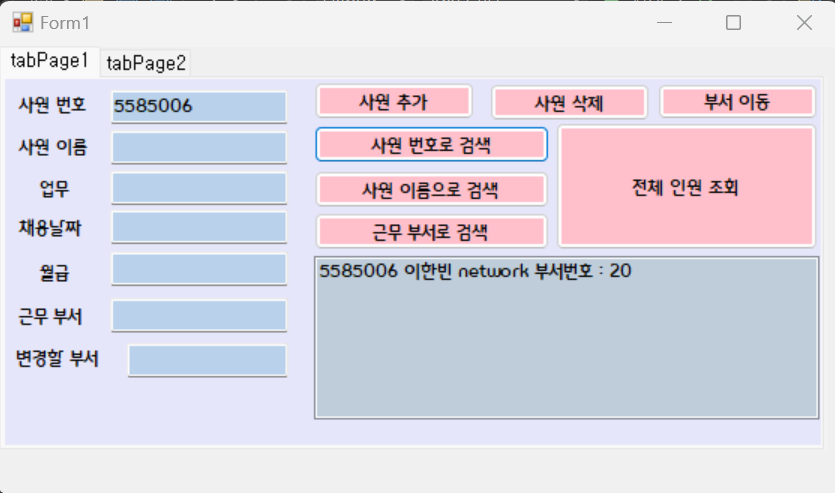 Form1
tabPage1 tabPage2
사원 번호 5585006 사원 추가 사원 삭제 부서 이동
사원 이름 사원 번호로 검색
업무 사원 이름으로 검색 전체 인원 조회
채용날짜 근무 부서로 검색
월급 5585006 이한빈 network 부서번호 : 20
근무 부서
변경할 부서